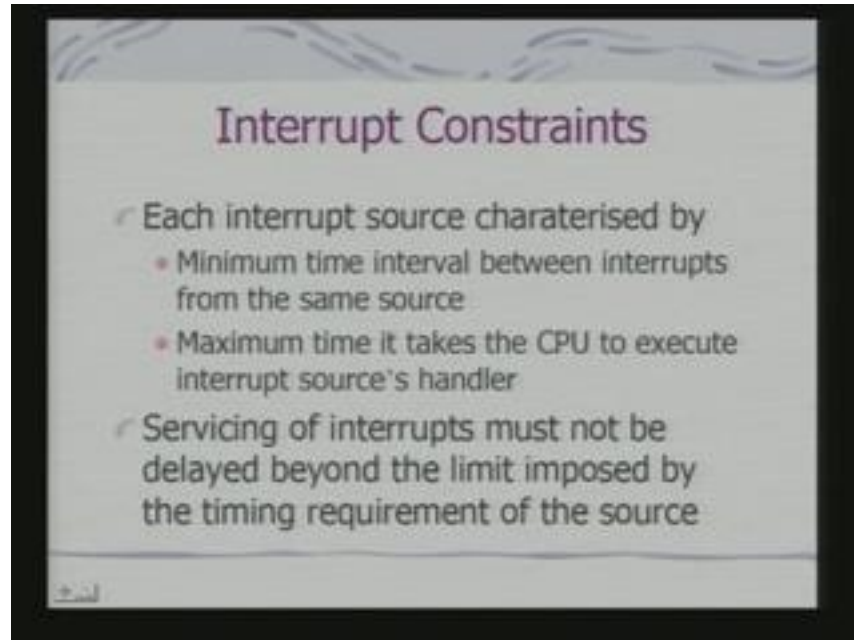 Interrupt Constraints
Each interrupt source charaterised by
Minimum time interval between interrupts
from the same source
Maximum time it takes the CPU to execute
interrupt source's handler
Servicing of interrupts must not be
delayed beyond the limit imposed by
the timing requirement of the source